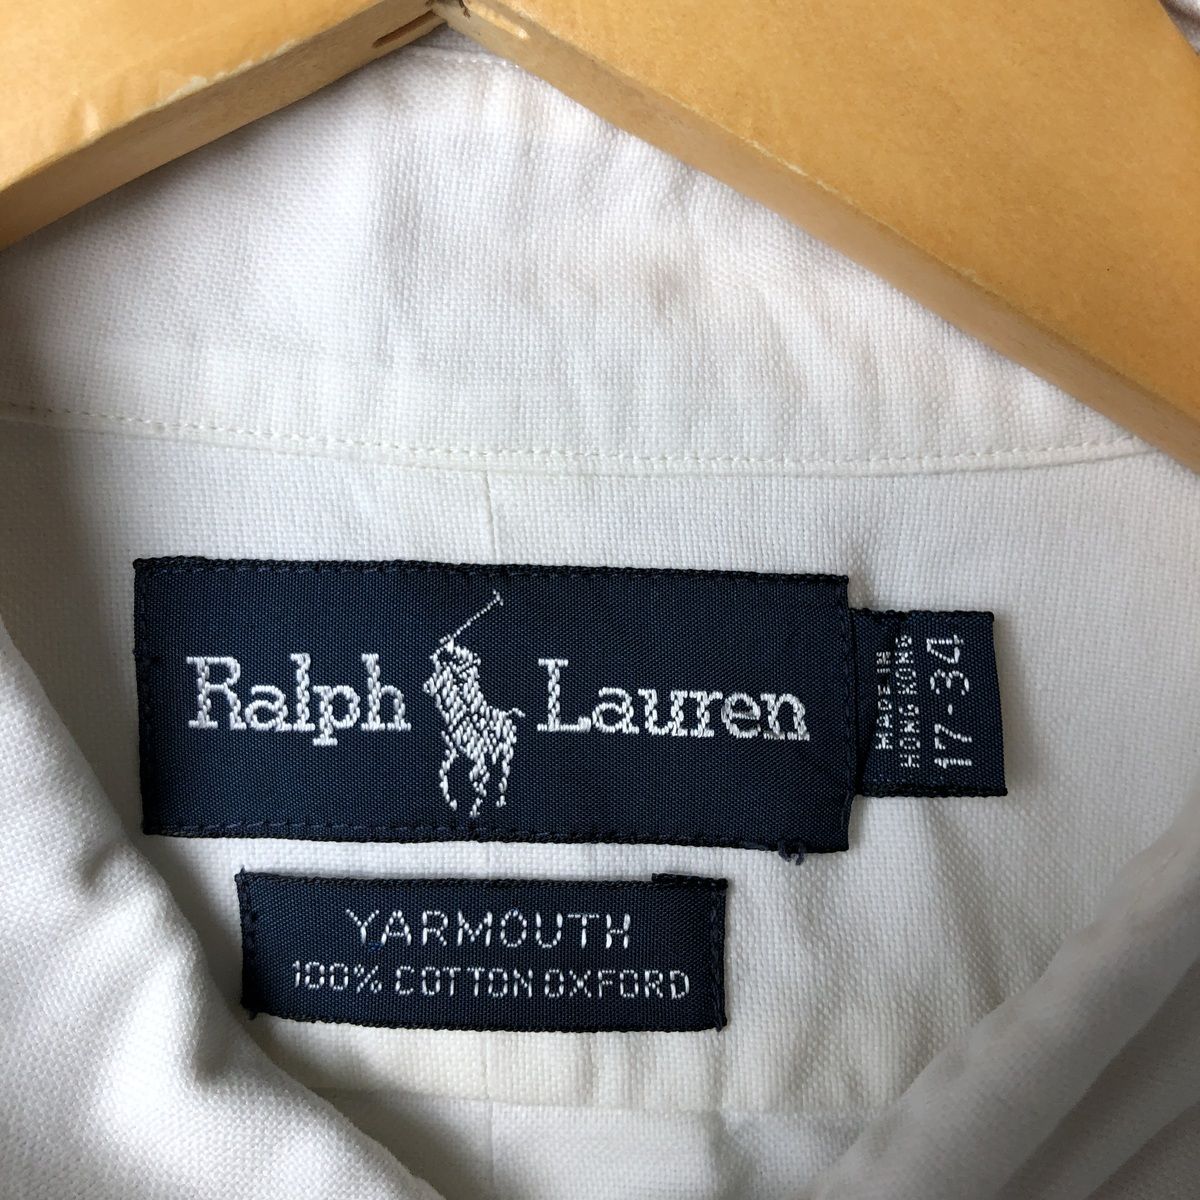 Ralph Lauren
MADE IN
HONG KONG
17-34
YARMOUTH
100% COTTON OXFORD